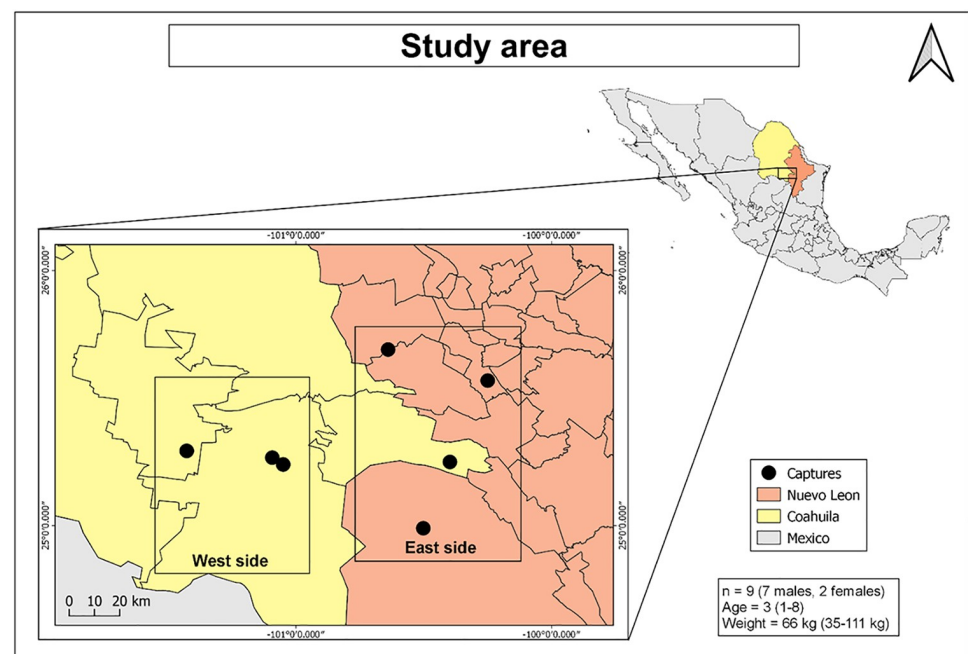 Study area
-101°0'0.000"
-100°0'0.000"
26°0'0.000"
26°0'0.000"
West side
East side
25°0'0.000"
25°0'0.000"
0 10 20 km
-101°0'0.000"
-100°0'0.000"
Captures
Nuevo Leon
Coahuila
Mexico
n = 9 (7 males, 2 females)
Age = 3 (1-8)
Weight = 66 kg (35-111 kg)